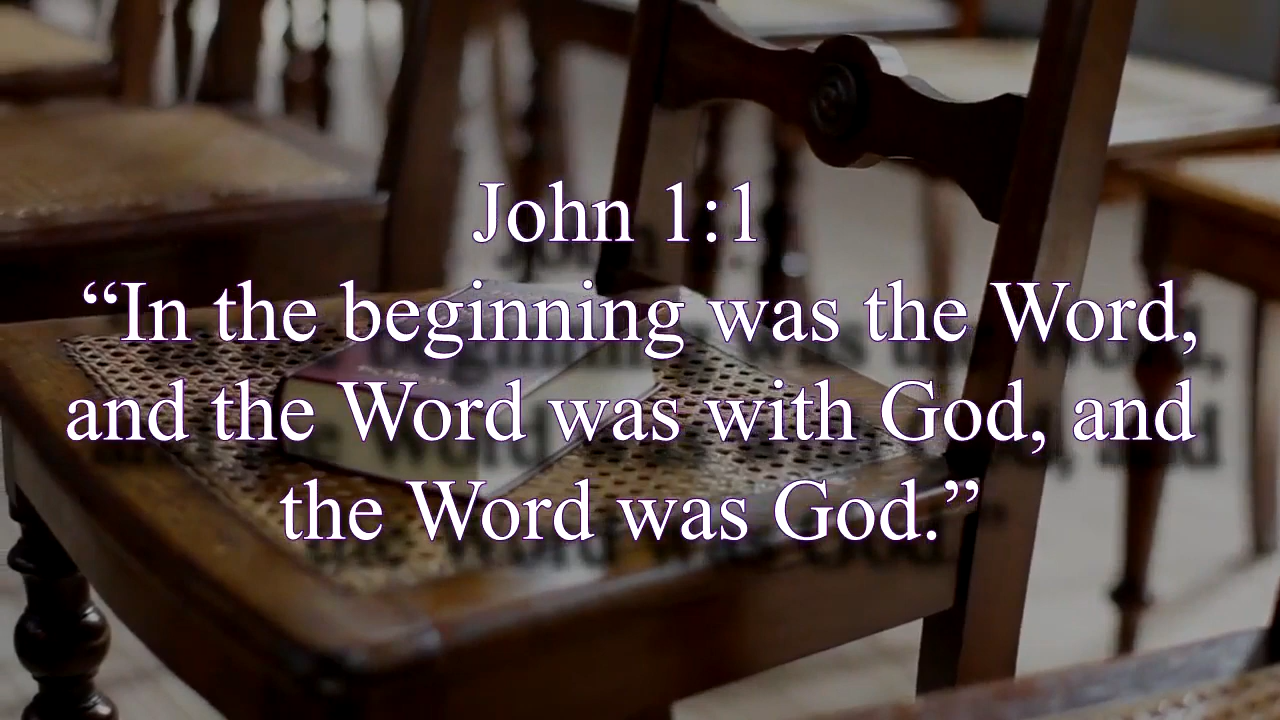 John 1:1
“In the beginning was the Word,
and the Word was with God, and
the Word was God.”